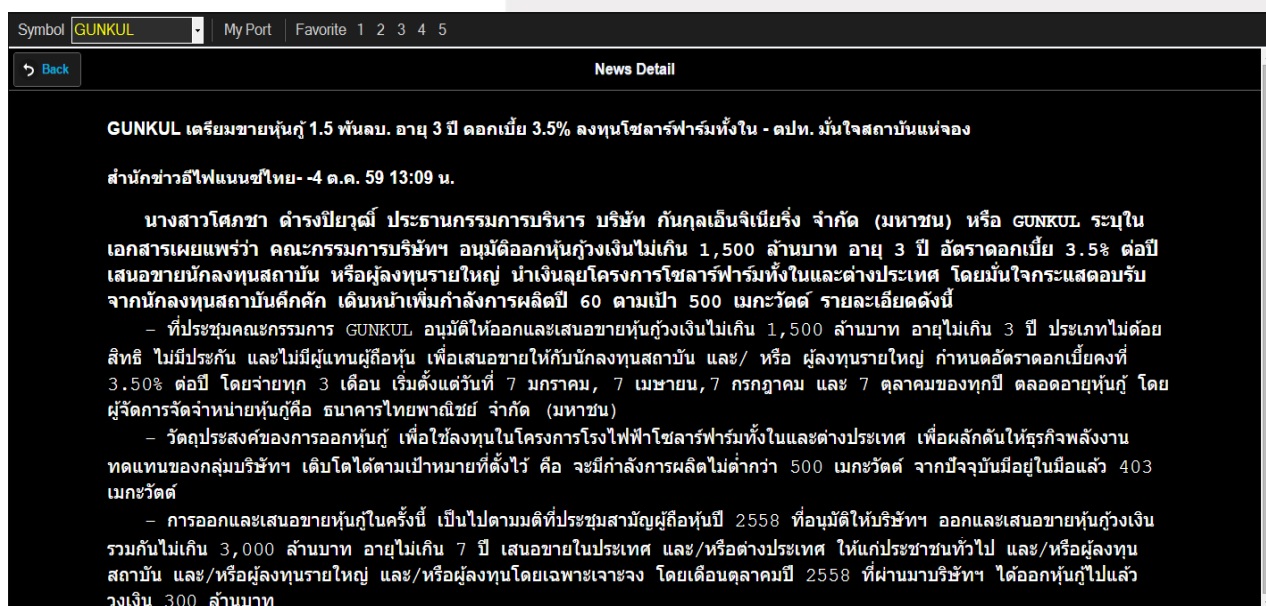 Symbol GUNKUL My Port Favorite 1 2 3 4 5
Back News Detail
GUNKUL เตรียมขายหุ้นกู้ 1.5 พันลบ. อายุ 3 ปี ดอกเบี้ย 3.5% ลงทุนโซลาร์ฟาร์มทั้งใน - ตปท. มั่นใจสถาบันแห่จอง
สำนักข่าวอีไฟแนนซ์ไทย- -4 ต.ค. 59 13:09 น.
นางสาวโศภชา ดำรงปิยวุฒิ์ ประธานกรรมการบริหาร บริษัท กันกุลเอ็นจิเนียริ่ง จำกัด (มหาชน) หรือ GUNKUL ระบุใน
เอกสารเผยแพร่ว่า คณะกรรมการบริษัทฯ อนุมัติออกหุ้นกู้วงเงินไม่เกิน 1,500 ล้านบาท อายุ 3 ปี อัตราดอกเบี้ย 3.5% ต่อปี
เสนอขายนักลงทุนสถาบัน หรือผู้ลงทุนรายใหญ่ นำเงินลุยโครงการโซลาร์ฟาร์มทั้งในและต่างประเทศ โดยมั่นใจกระแสตอบรับ
จากนักลงทุนสถาบันคึกคัก เดินหน้าเพิ่มกำลังการผลิตปี 60 ตามเป้า 500 เมกะวัตต์ รายละเอียดดังนี้
– ที่ประชุมคณะกรรมการ GUNKUL อนุมัติให้ออกและเสนอขายหุ้นกู้วงเงินไม่เกิน 1,500 ล้านบาท อายุไม่เกิน 3 ปี ประเภทไม่ด้อย
สิทธิ ไม่มีประกัน และไม่มีผู้แทนผู้ถือหุ้น เพื่อเสนอขายให้กับนักลงทุนสถาบัน และ/ หรือ ผู้ลงทุนรายใหญ่ กำหนดอัตราดอกเบี้ยคงที่
3.50% ต่อปี โดยจ่ายทุก 3 เดือน เริ่มตั้งแต่วันที่ 7 มกราคม, 7 เมษายน,7 กรกฎาคม และ 7 ตุลาคมของทุกปี ตลอดอายุหุ้นกู้ โดย
ผู้จัดการจัดจำหน่ายหุ้นกู้คือ ธนาคารไทยพาณิชย์ จำกัด (มหาชน)
– วัตถุประสงค์ของการออกหุ้นกู้ เพื่อใช้ลงทุนในโครงการโรงไฟฟ้าโซลาร์ฟาร์มทั้งในและต่างประเทศ เพื่อผลักดันให้ธุรกิจพลังงาน
ทดแทนของกลุ่มบริษัทฯ เติบโตได้ตามเป้าหมายที่ตั้งไว้ คือ จะมีกำลังการผลิตไม่ต่ำกว่า 500 เมกะวัตต์ จากปัจจุบันมีอยู่ในมือแล้ว 403
เมกะวัตต์
– การออกและเสนอขายหุ้นกู้ในครั้งนี้ เป็นไปตามมติที่ประชุมสามัญผู้ถือหุ้นปี 2558 ที่อนุมัติให้บริษัทฯ ออกและเสนอขายหุ้นกู้วงเงิน
รวมกันไม่เกิน 3,000 ล้านบาท อายุไม่เกิน 7 ปี เสนอขายในประเทศ และ/หรือต่างประเทศ ให้แก่ประชาชนทั่วไป และ/หรือผู้ลงทุน
สถาบัน และ/หรือผู้ลงทุนรายใหญ่ และ/หรือผู้ลงทุนโดยเฉพาะเจาะจง โดยเดือนตุลาคมปี 2558 ที่ผ่านมาบริษัทฯ ได้ออกหุ้นกู้ไปแล้ว
วงเงิน 300 ล้านบาท